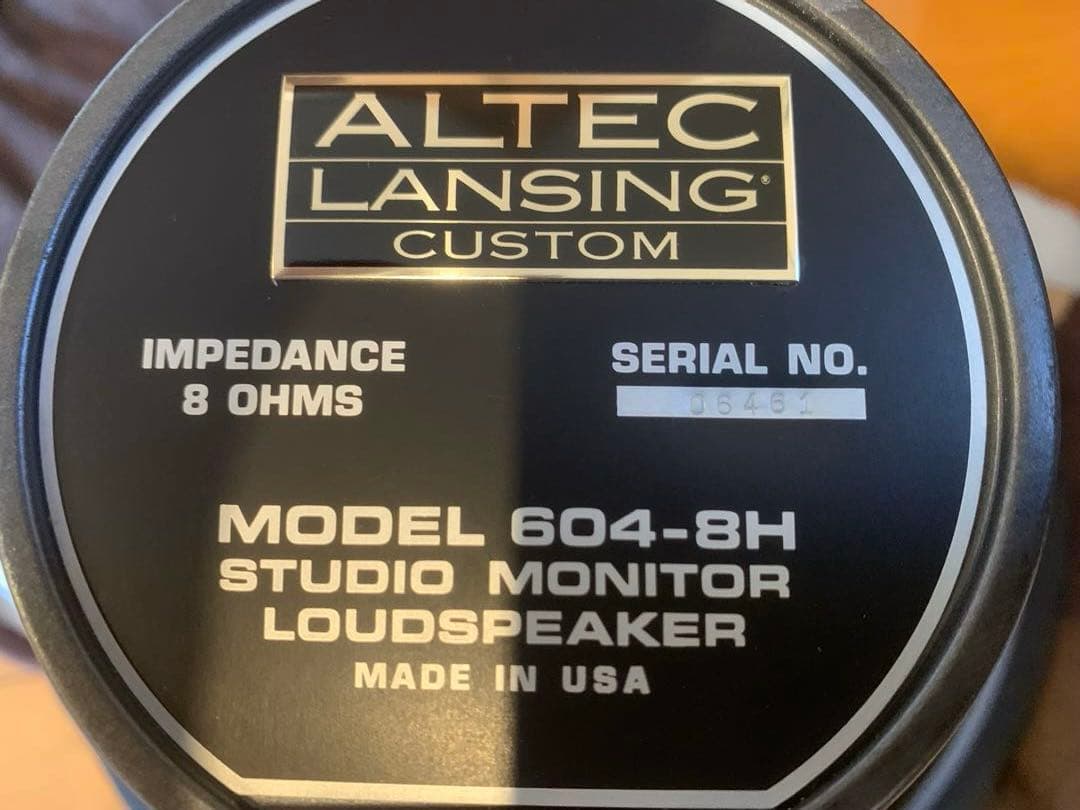 ALTEC
LANSING®
CUSTOM
IMPEDANCE
8 OHMS
SERIAL NO.
06461
MODEL 604-8H
STUDIO MONITOR
LOUDSPEAKER
MADE IN USA